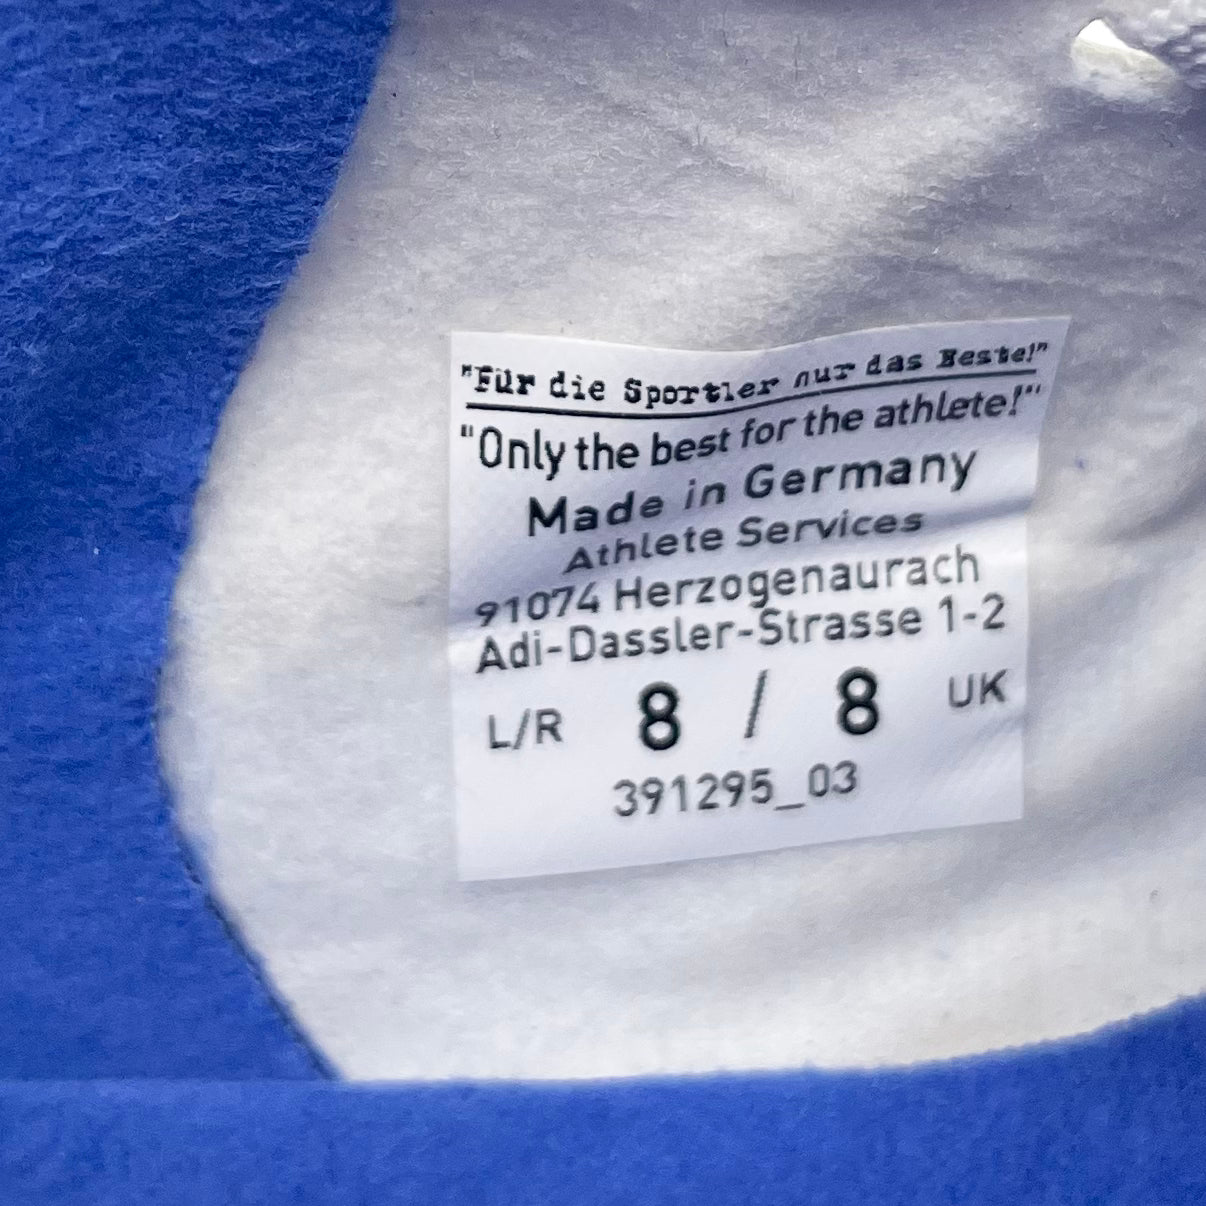 "Für die Sportler nur das Beste!"
"Only the best for the athlete!"
Made in Germany
Athlete Services
91074 Herzogenaurach
Adi-Dassler-Strasse 1-2
L/R 8 / 8 UK
391295_03